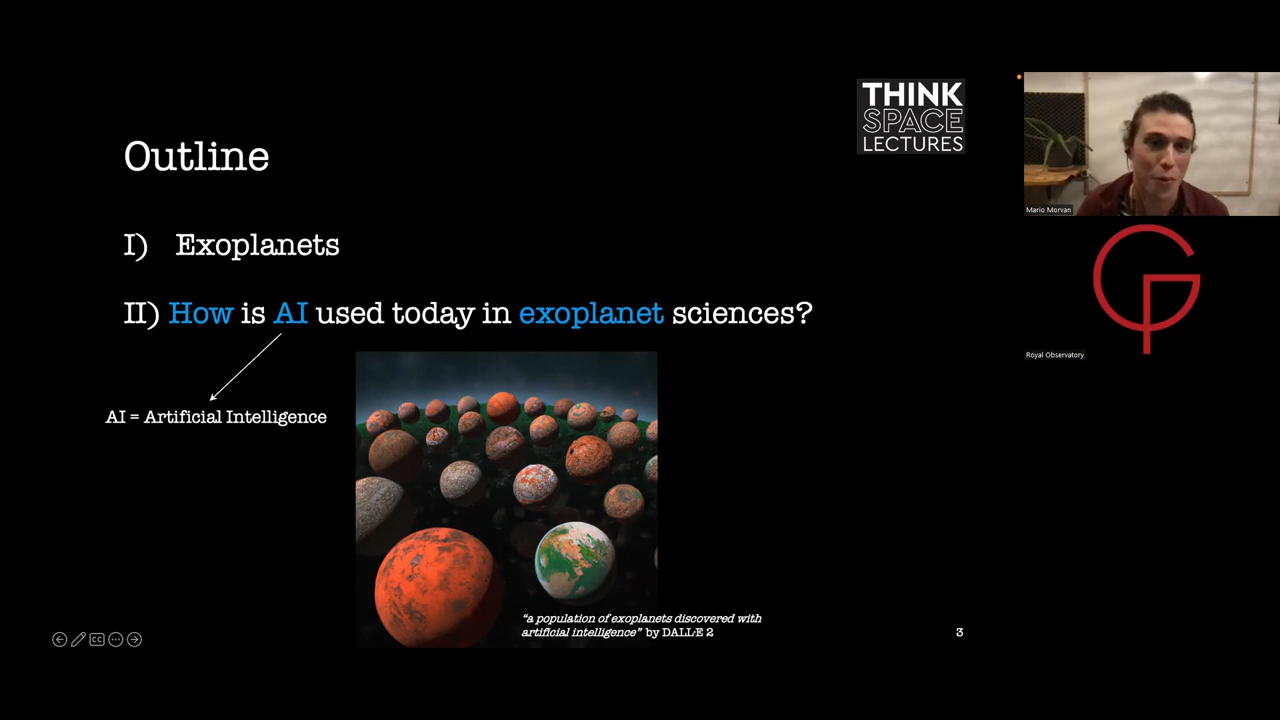 Outline
I) Exoplanets
II) How is AI used today in exoplanet sciences?
AI = Artificial Intelligence
“a population of exoplanets discovered with
artificial intelligence” by DALL·E 2
3
CC
THINK
SPACE
LECTURES
Mario Morvan
Royal Observatory